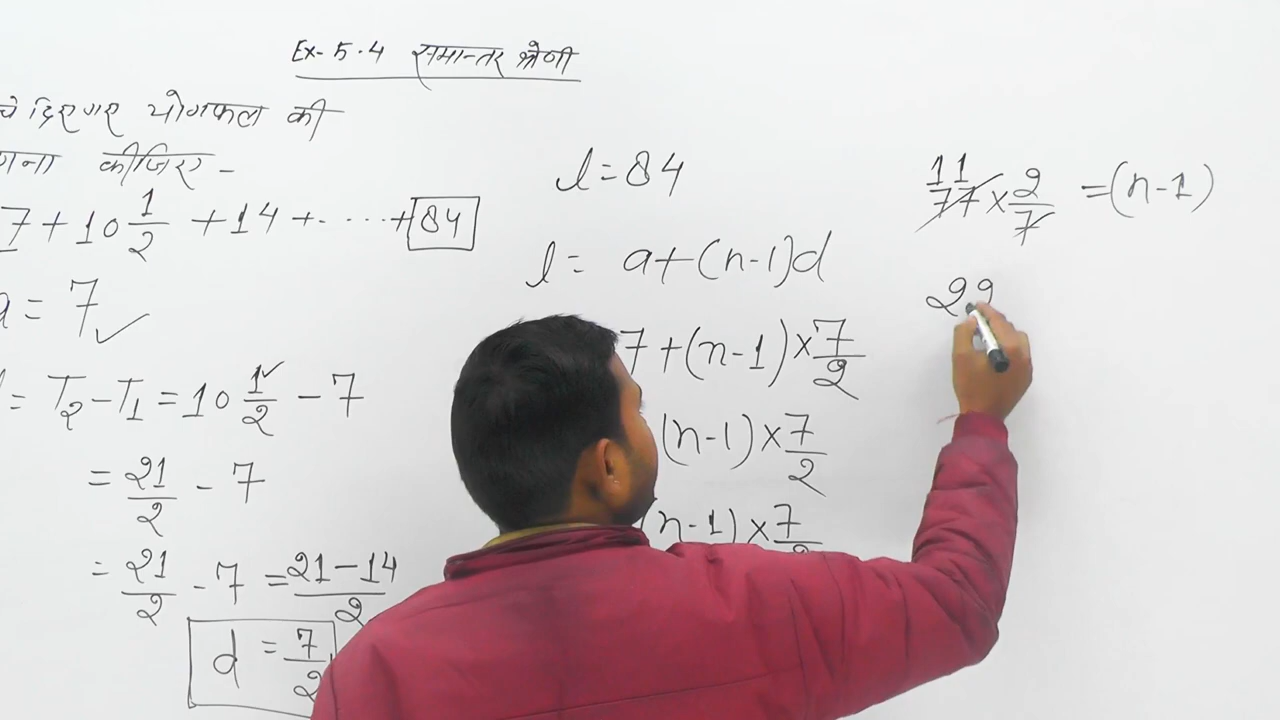 Ex- 5.4 समान्तर श्रेणी
दिए गए योगफल की
कीजिए -
7 + 10 1/2 + 14 + ..... + 84
a = 7 ✓
= T2 - T1 = 10 1/2 - 7
= 21/2 - 7
= 21/2 - 7 = 21-14/2
d = 7/2
l = 84
l = a+(n-1)d
7 + (n-1) × 7/2
(n-1) × 7/2
(n-1) × 7/2
11
77 × 2/7 = (n-1)
22